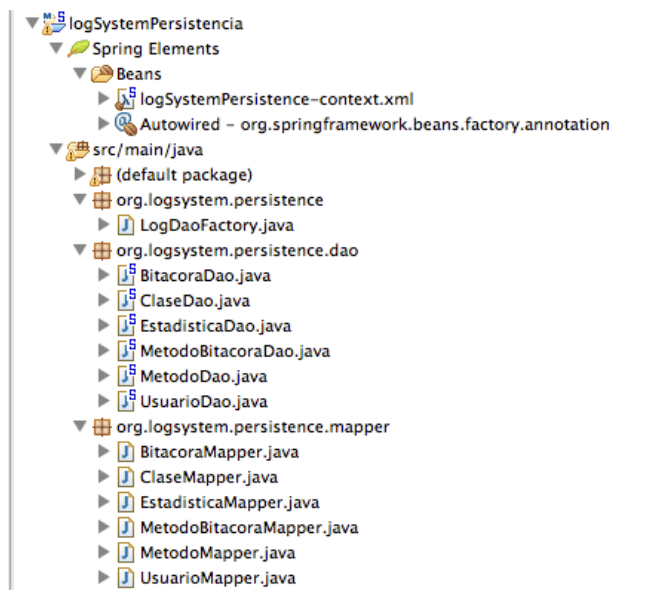 logSystemPersistencia
Spring Elements
Beans
logSystemPersistence-context.xml
Autowired - org.springframework.beans.factory.annotation
src/main/java
(default package)
org.logsystem.persistence
LogDaoFactory.java
org.logsystem.persistence.dao
BitacoraDao.java
ClaseDao.java
EstadisticaDao.java
MetodoBitacoraDao.java
MetodoDao.java
UsuarioDao.java
org.logsystem.persistence.mapper
BitacoraMapper.java
ClaseMapper.java
EstadisticaMapper.java
MetodoBitacoraMapper.java
MetodoMapper.java
UsuarioMapper.java